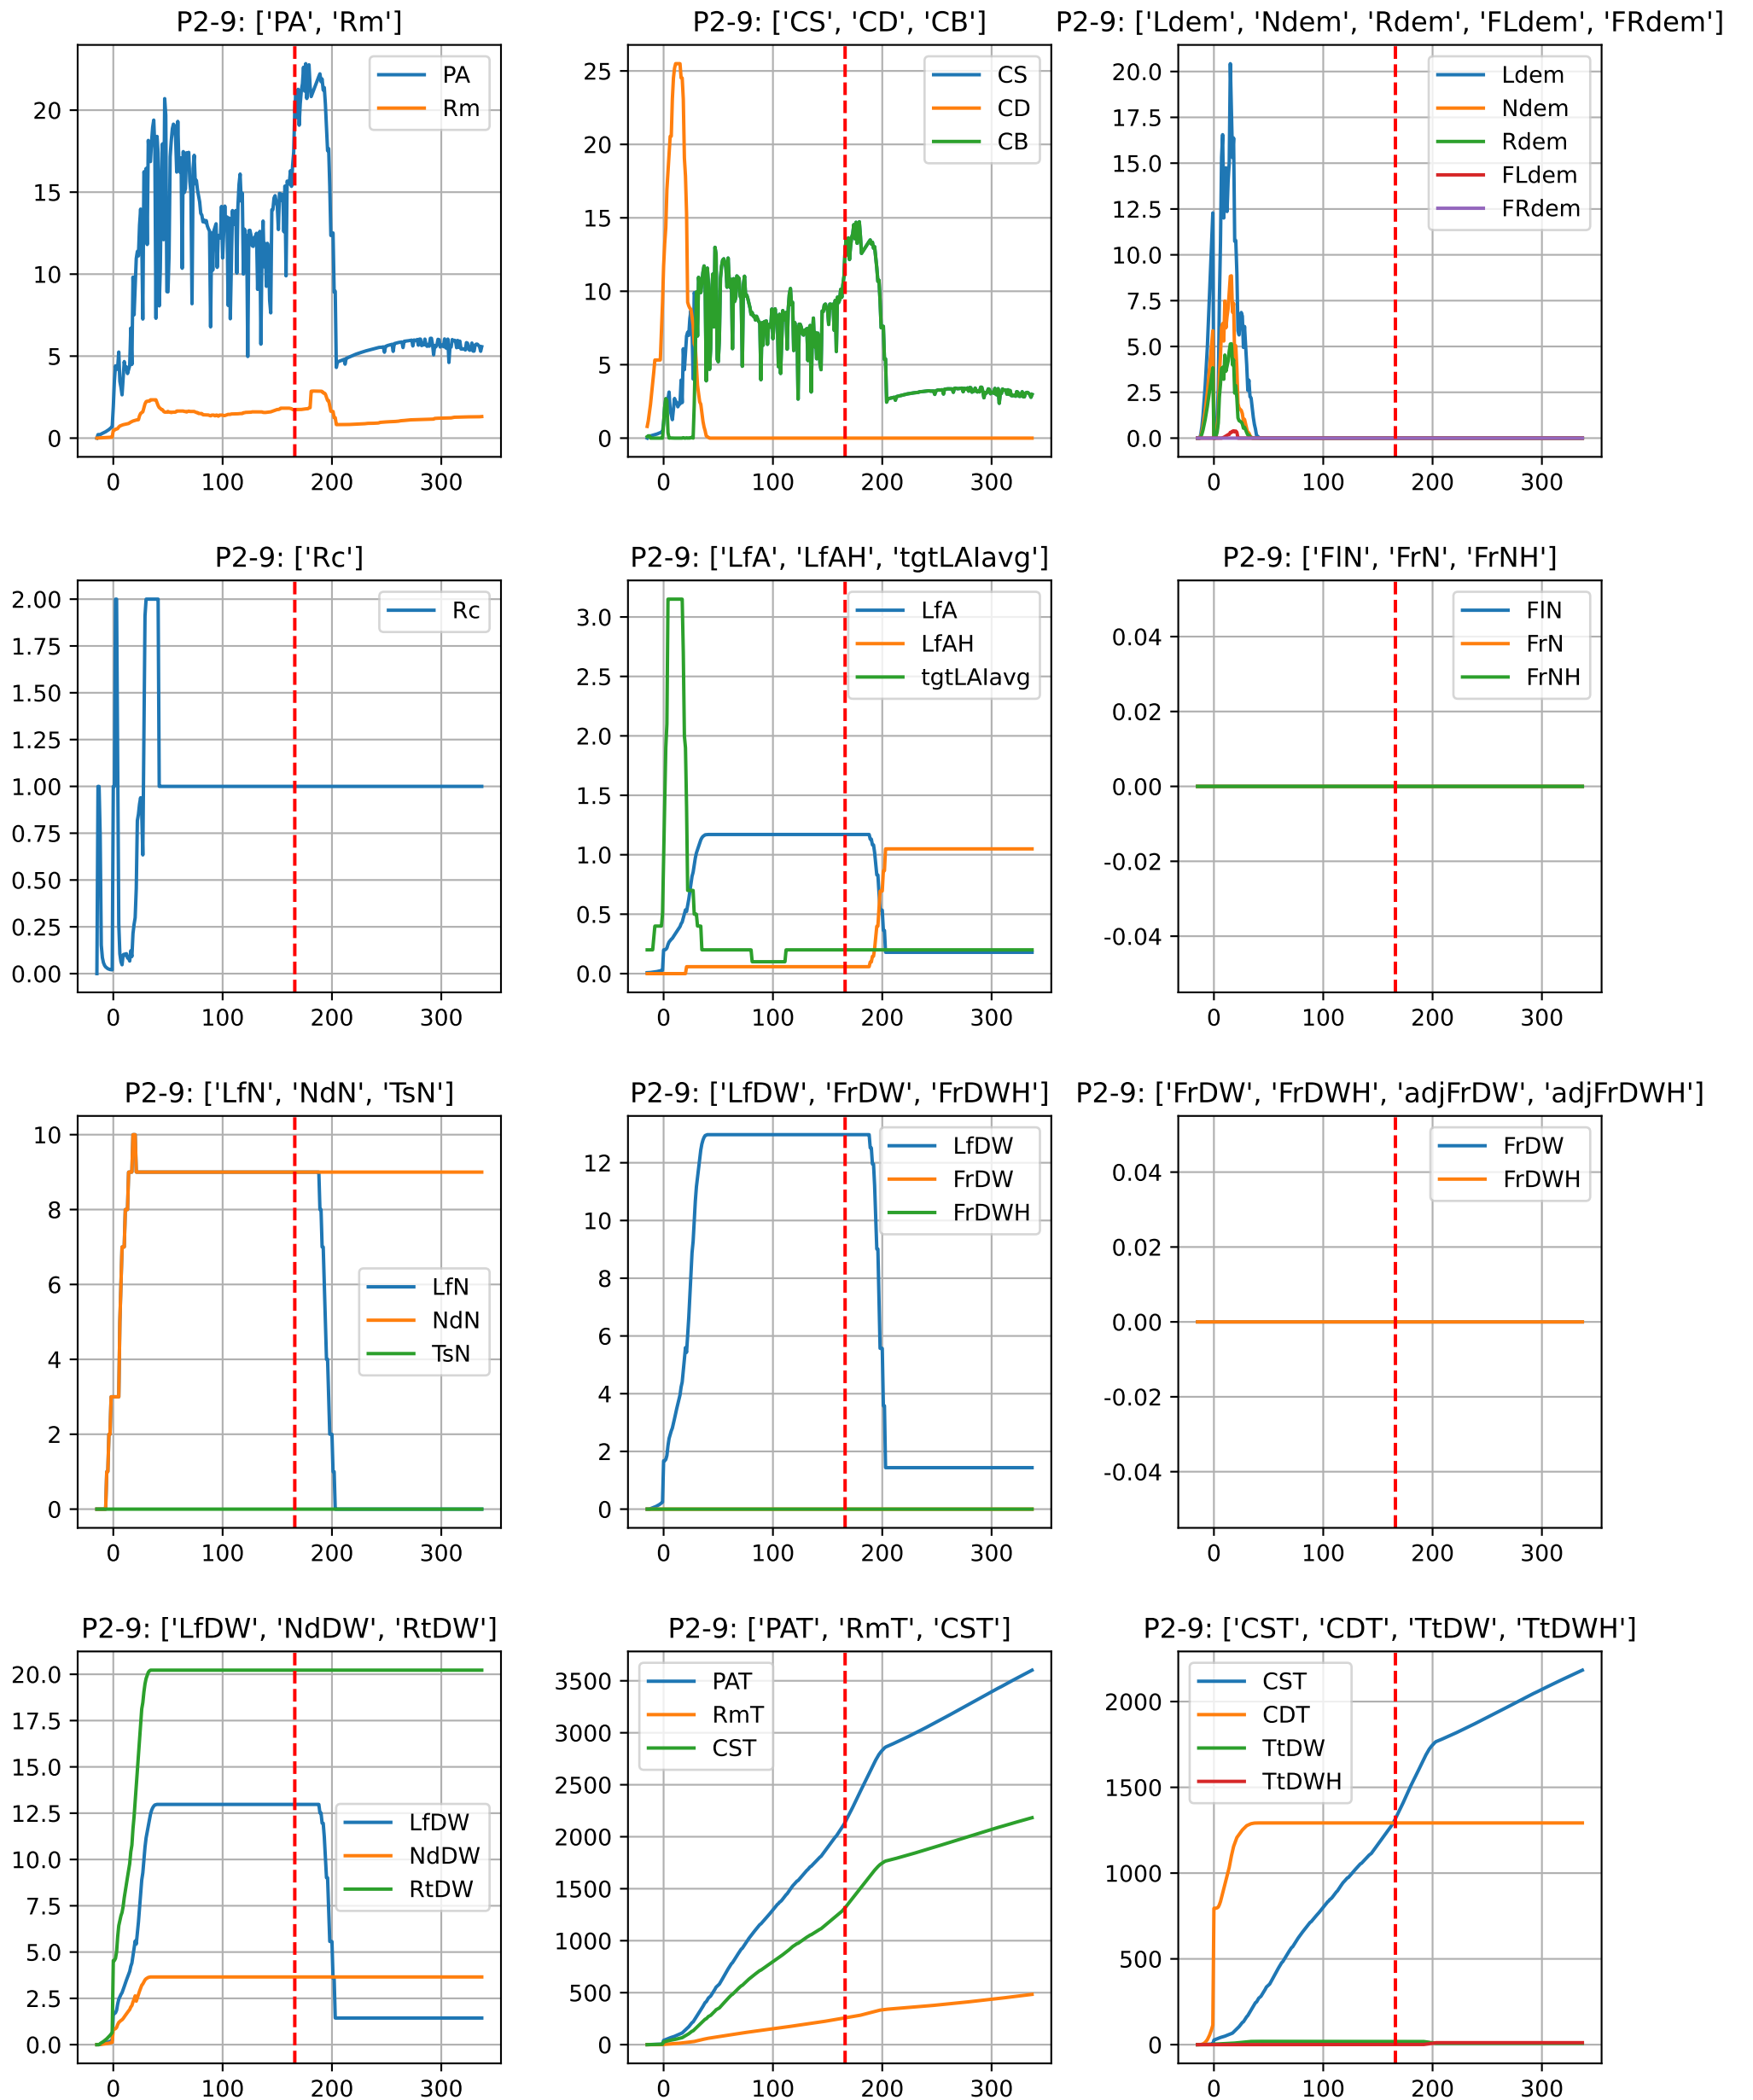 P2-9: ['PA', 'Rm']
20
15
10
5
0
0 100 200 300
PA
Rm
P2-9: ['CS', 'CD', 'CB']
25
20
15
10
5
0
0 100 200 300
CS
CD
CB
P2-9: ['Ldem', 'Ndem', 'Rdem', 'FLdem', 'FRdem']
20.0
17.5
15.0
12.5
10.0
7.5
5.0
2.5
0.0
0 100 200 300
Ldem
Ndem
Rdem
FLdem
FRdem
P2-9: ['Rc']
2.00
1.75
1.50
1.25
1.00
0.75
0.50
0.25
0.00
0 100 200 300
Rc
P2-9: ['LfA', 'LfAH', 'tgtLAIavg']
3.0
2.5
2.0
1.5
1.0
0.5
0.0
0 100 200 300
LfA
LfAH
tgtLAIavg
P2-9: ['FlN', 'FrN', 'FrNH']
0.04
0.02
0.00
-0.02
-0.04
0 100 200 300
FlN
FrN
FrNH
P2-9: ['LfN', 'NdN', 'TsN']
10
8
6
4
2
0
0 100 200 300
LfN
NdN
TsN
P2-9: ['LfDW', 'FrDW', 'FrDWH']
12
10
8
6
4
2
0
0 100 200 300
LfDW
FrDW
FrDWH
P2-9: ['FrDW', 'FrDWH', 'adjFrDW', 'adjFrDWH']
0.04
0.02
0.00
-0.02
-0.04
0 100 200 300
FrDW
FrDWH
P2-9: ['LfDW', 'NdDW', 'RtDW']
20.0
17.5
15.0
12.5
10.0
7.5
5.0
2.5
0.0
0 100 200 300
LfDW
NdDW
RtDW
P2-9: ['PAT', 'RmT', 'CST']
3500
3000
2500
2000
1500
1000
500
0
0 100 200 300
PAT
RmT
CST
P2-9: ['CST', 'CDT', 'TtDW', 'TtDWH']
2000
1500
1000
500
0
0 100 200 300
CST
CDT
TtDW
TtDWH